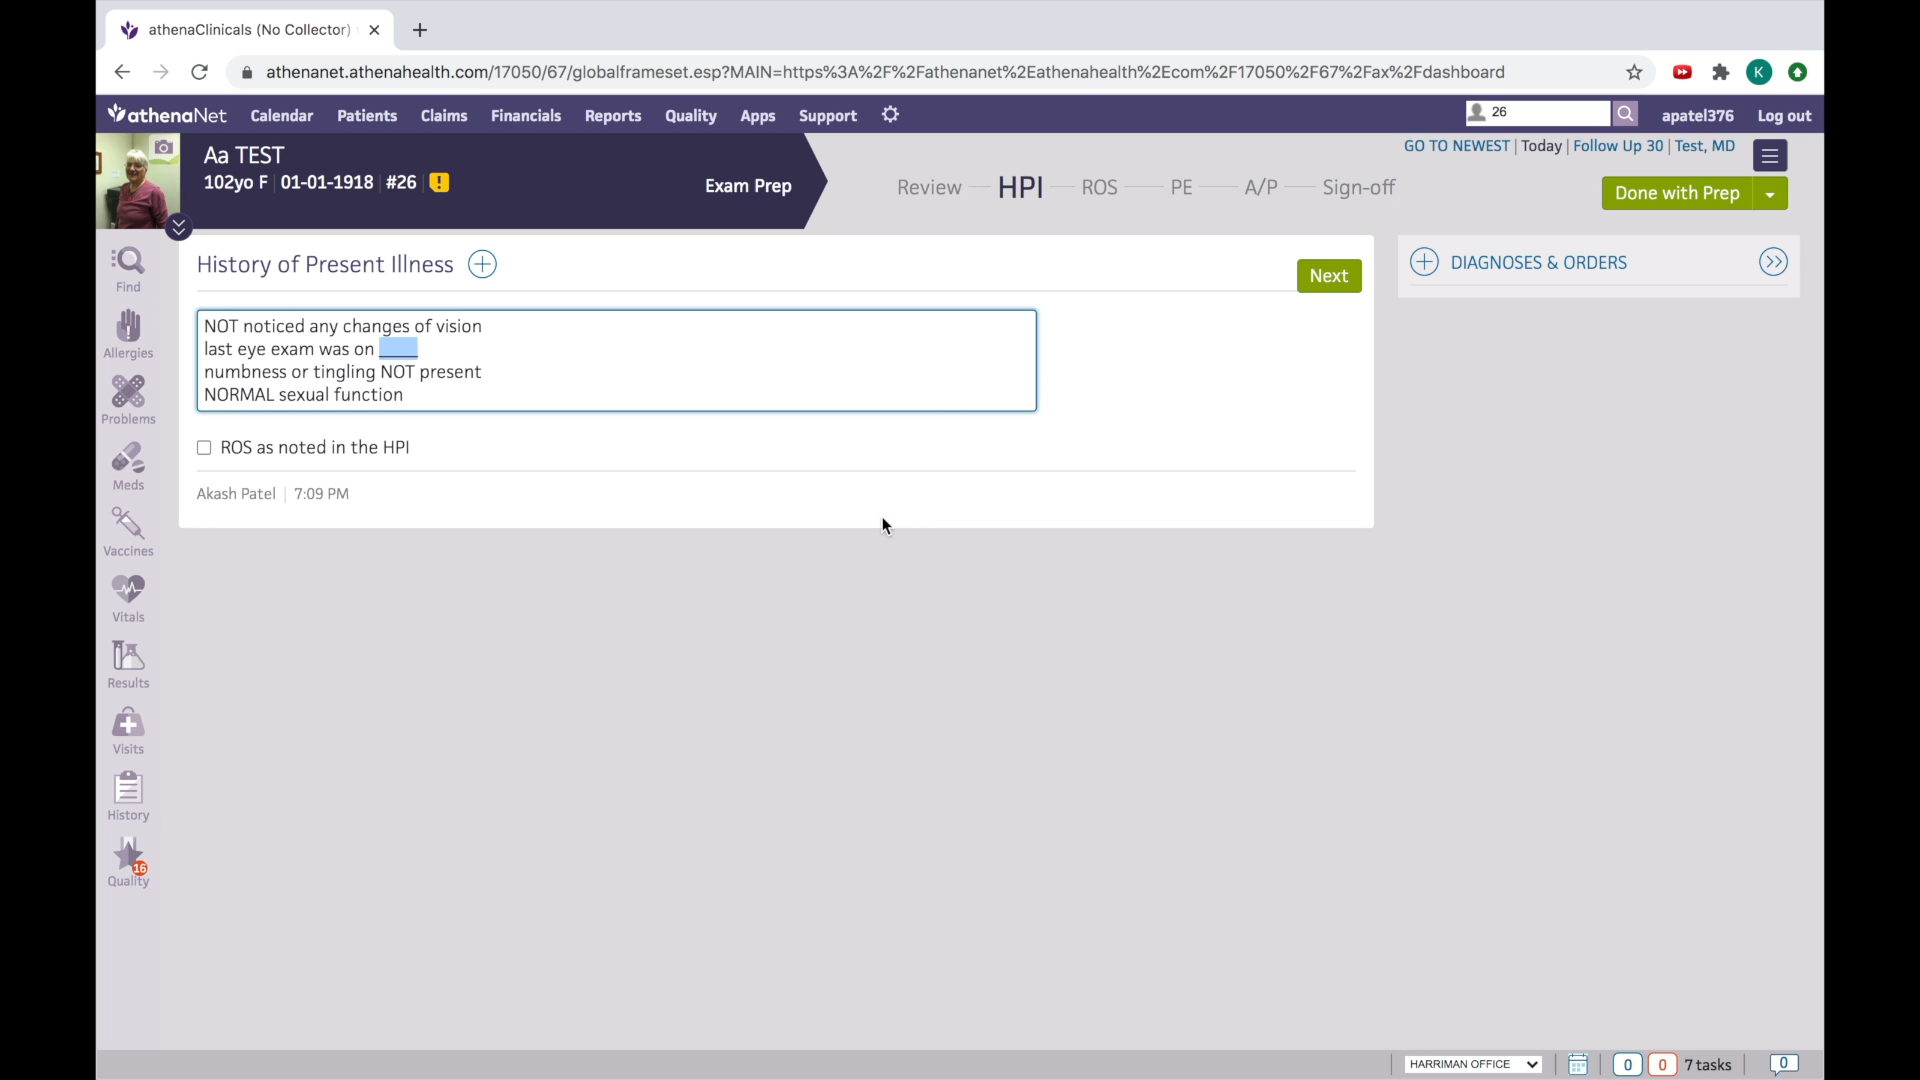 athenaClinicals (No Collector)
athenanet.athenahealth.com/17050/67/globalframeset.esp?MAIN=https%3A%2F%2Fathenanet%2Eathenahealth%2Ecom%2F17050%2F67%2Fax%2Fdashboard
K
athenaNet Calendar Patients Claims Financials Reports Quality Apps Support 26 apatel376 Log out
Aa TEST
102yo F 01-01-1918 #26 !
Exam Prep
Review HPI ROS PE A/P Sign-off
GO TO NEWEST | Today | Follow Up 30 | Test, MD
Done with Prep
Find
Allergies
Problems
Meds
Vaccines
Vitals
Results
Visits
History
16
Quality
History of Present Illness
Next
NOT noticed any changes of vision
last eye exam was on ____
numbness or tingling NOT present
NORMAL sexual function
ROS as noted in the HPI
Akash Patel | 7:09 PM
DIAGNOSES & ORDERS
HARRIMAN OFFICE 0 0 7 tasks 0